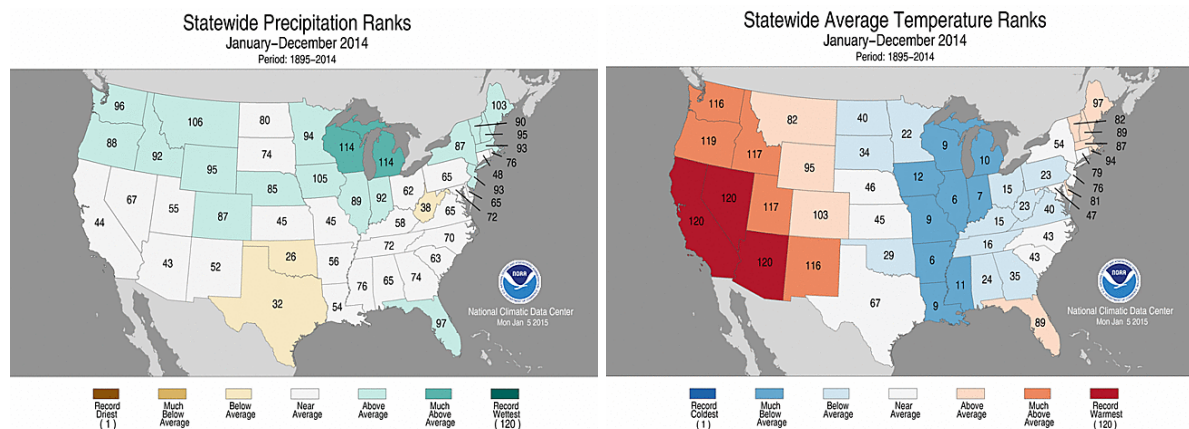 Statewide Precipitation Ranks
January–December 2014
Period: 1895–2014
103
96
106
80
90
94
95
88
114
87
93
92
74
114
76
95
105
65
48
85
62
93
67
89
92
38
65
55
87
65
72
44
45
45
58
70
72
43
52
26
56
63
76
65
74
32
54
97
NOAA
National Climatic Data Center
Mon Jan 5 2015
Record
Driest
(1)
Much
Below
Average
Below
Average
Near
Average
Above
Average
Much
Above
Average
Record
Wettest
(120)
Statewide Average Temperature Ranks
January–December 2014
Period: 1895–2014
97
116
82
40
82
22
89
119
9
54
87
117
34
10
94
95
12
23
79
46
15
76
120
6
7
23
40
81
117
103
47
120
45
9
15
43
16
120
116
29
6
43
11
24
35
67
9
89
NOAA
National Climatic Data Center
Mon Jan 5 2015
Record
Coldest
(1)
Much
Below
Average
Below
Average
Near
Average
Above
Average
Much
Above
Average
Record
Warmest
(120)